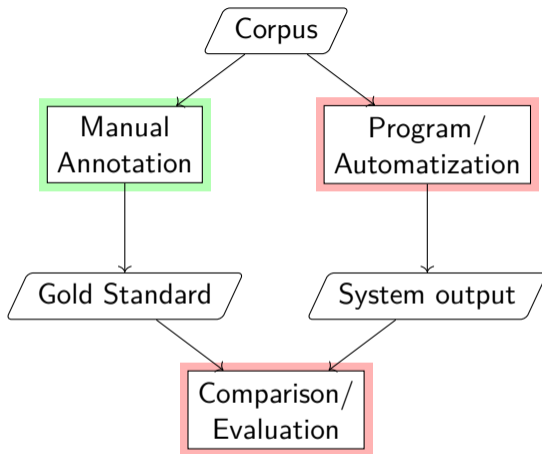 Corpus
Manual
Annotation
Program/
Automatization
Gold Standard
System output
Comparison/
Evaluation